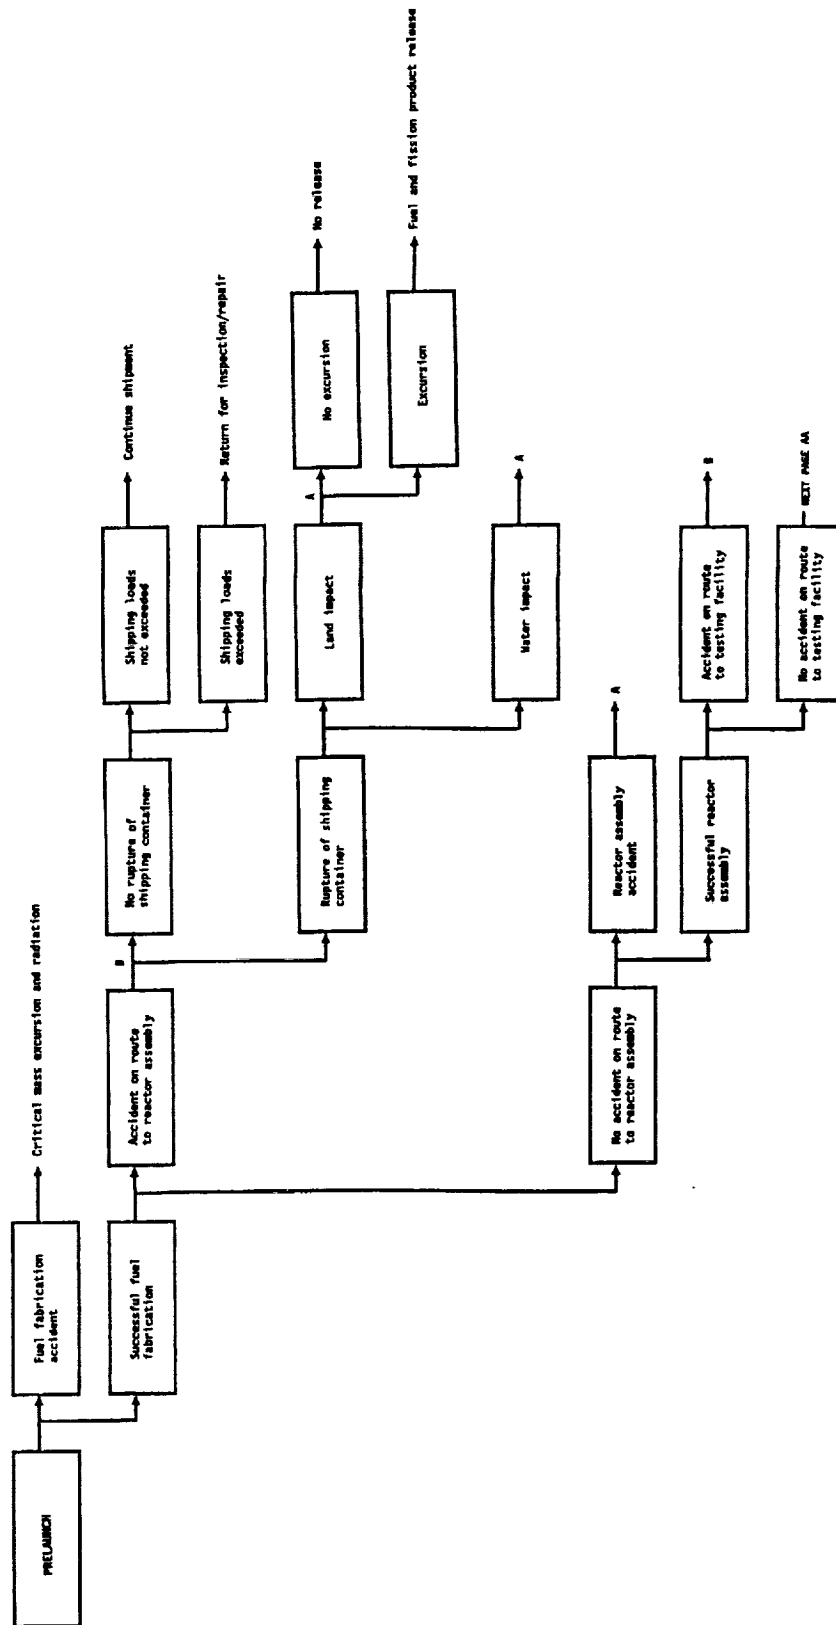 PRELAUNCH
Fuel fabrication
accident
Critical mass excursion and radiation
Successful fuel
fabrication
Accident on route
to reactor assembly
B
No rupture of
shipping container
Shipping loads
not exceeded
Continue shipment
Shipping loads
exceeded
Return for inspection/repair
Rupture of shipping
container
Land impact
A
No excursion
No release
Excursion
Fuel and fission product release
Water impact
A
No accident on route
to reactor assembly
Reactor assembly
accident
A
Successful reactor
assembly
Accident on route
to testing facility
B
No accident on route
to testing facility
NEXT PAGE AA